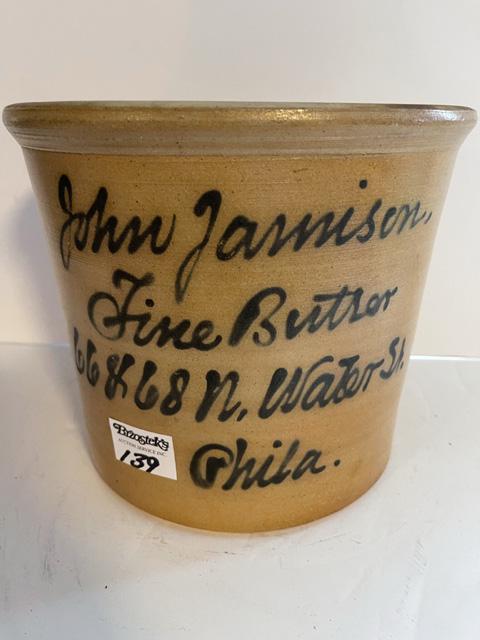 John Jamison,
Fine Butter
66 & 68 N. Water St.
Phila.
Brzostek's
AUCTION SERVICE INC.
139